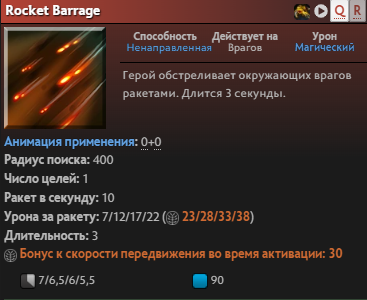 Rocket Barrage Q R
Способность Действует на Урон
Ненаправленная Врагов Магический
Герой обстреливает окружающих врагов
ракетами. Длится 3 секунды.
Анимация применения: 0+0
Радиус поиска: 400
Число целей: 1
Ракет в секунду: 10
Урона за ракету: 7/12/17/22 ( 23/28/33/38)
Длительность: 3
Бонус к скорости передвижения во время активации: 30
7/6,5/6/5,5 90